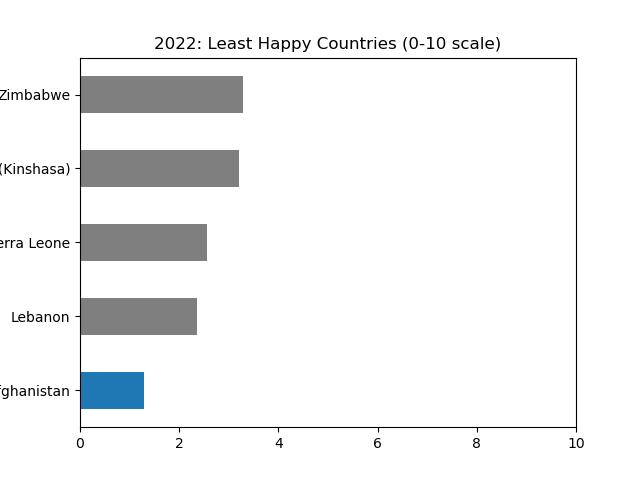 2022: Least Happy Countries (0-10 scale)
Zimbabwe
(Kinshasa)
erra Leone
Lebanon
fghanistan
0 2 4 6 8 10